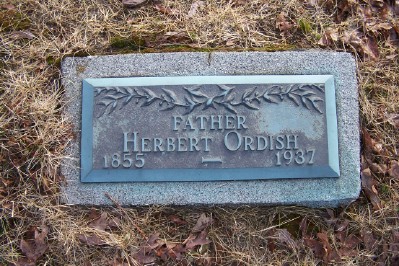 FATHER
HERBERT ORDISH
1855 — 1937